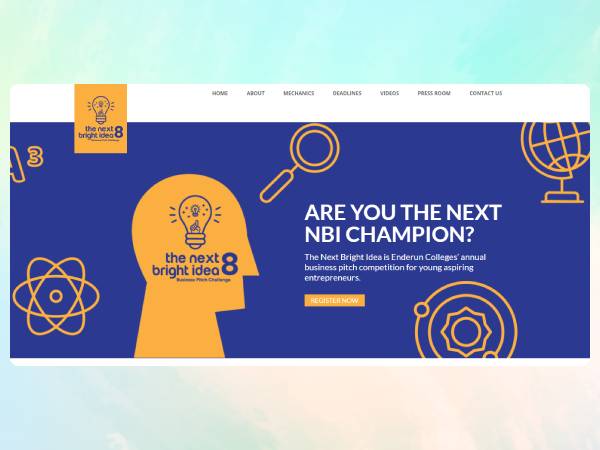 HOME ABOUT MECHANICS DEADLINES VIDEOS PRESS ROOM CONTACT US
the next
bright idea 8
Business Pitch Challenge
A³
ARE YOU THE NEXT
NBI CHAMPION?
The Next Bright Idea is Enderun Colleges' annual
business pitch competition for young aspiring
entrepreneurs.
REGISTER NOW
the next
bright idea 8
Business Pitch Challenge